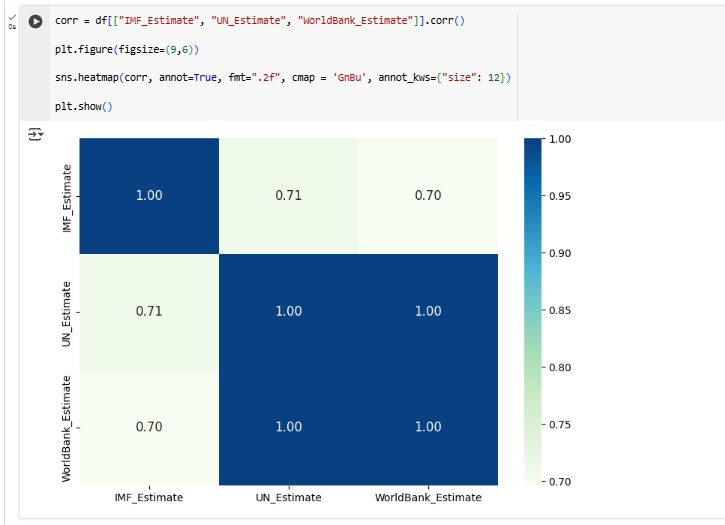 corr = df[["IMF_Estimate", "UN_Estimate", "WorldBank_Estimate"]].corr()
0s
plt.figure(figsize=(9,6))
sns.heatmap(corr, annot=True, fmt=".2f", cmap = 'GnBu', annot_kws={"size": 12})
plt.show()
1.00
0.95
0.90
0.85
0.80
0.75
0.70
IMF_Estimate
1.00 0.71 0.70
UN_Estimate
0.71 1.00 1.00
WorldBank_Estimate
0.70 1.00 1.00
IMF_Estimate UN_Estimate WorldBank_Estimate